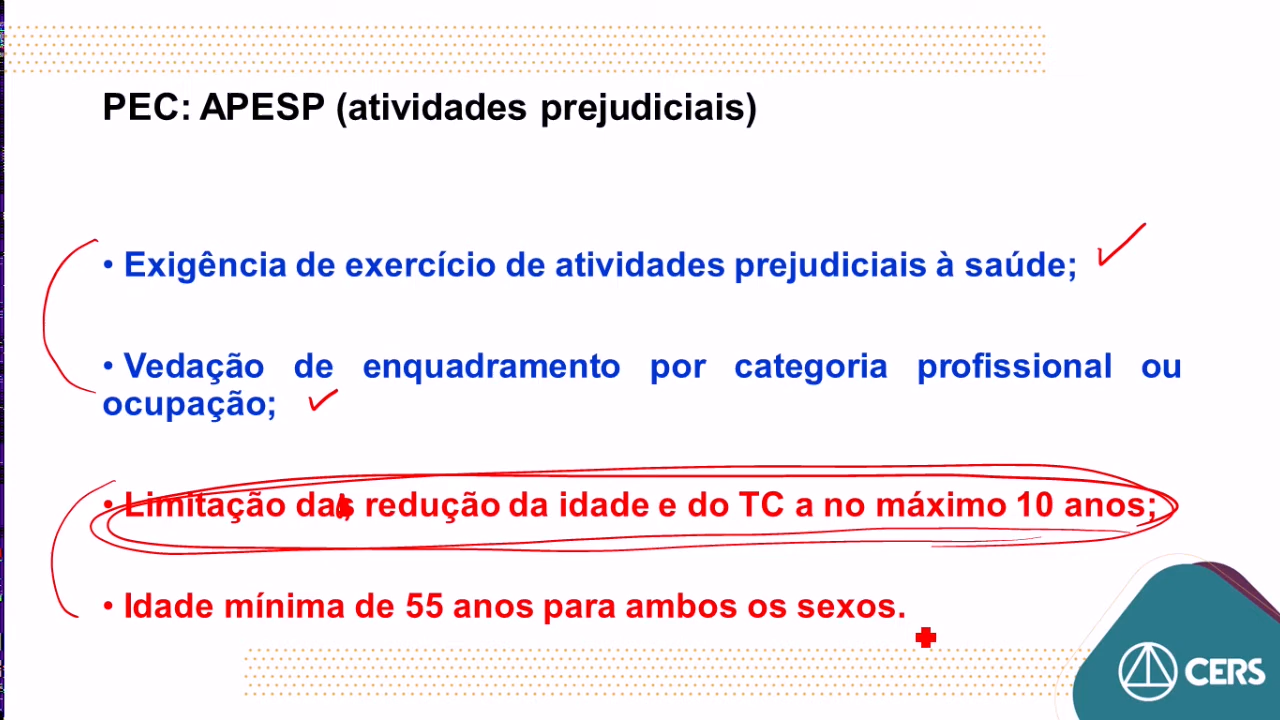 PEC: APESP (atividades prejudiciais)
• Exigência de exercício de atividades prejudiciais à saúde;
• Vedação de enquadramento por categoria profissional ou
ocupação;
• Limitação das redução da idade e do TC a no máximo 10 anos;
• Idade mínima de 55 anos para ambos os sexos.
CERS